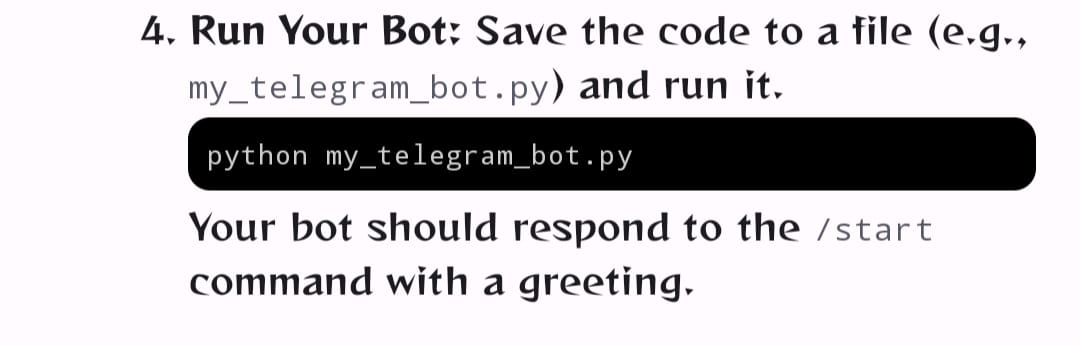 4. Run Your Bot: Save the code to a file (e.g.,
my_telegram_bot.py) and run it.
python my_telegram_bot.py
Your bot should respond to the /start
command with a greeting.